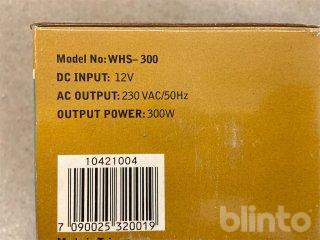 Model No: WHS-300
DC INPUT: 12V
AC OUTPUT: 230 VAC/50Hz
OUTPUT POWER: 300W
10421004
7 090025 320019
blinto